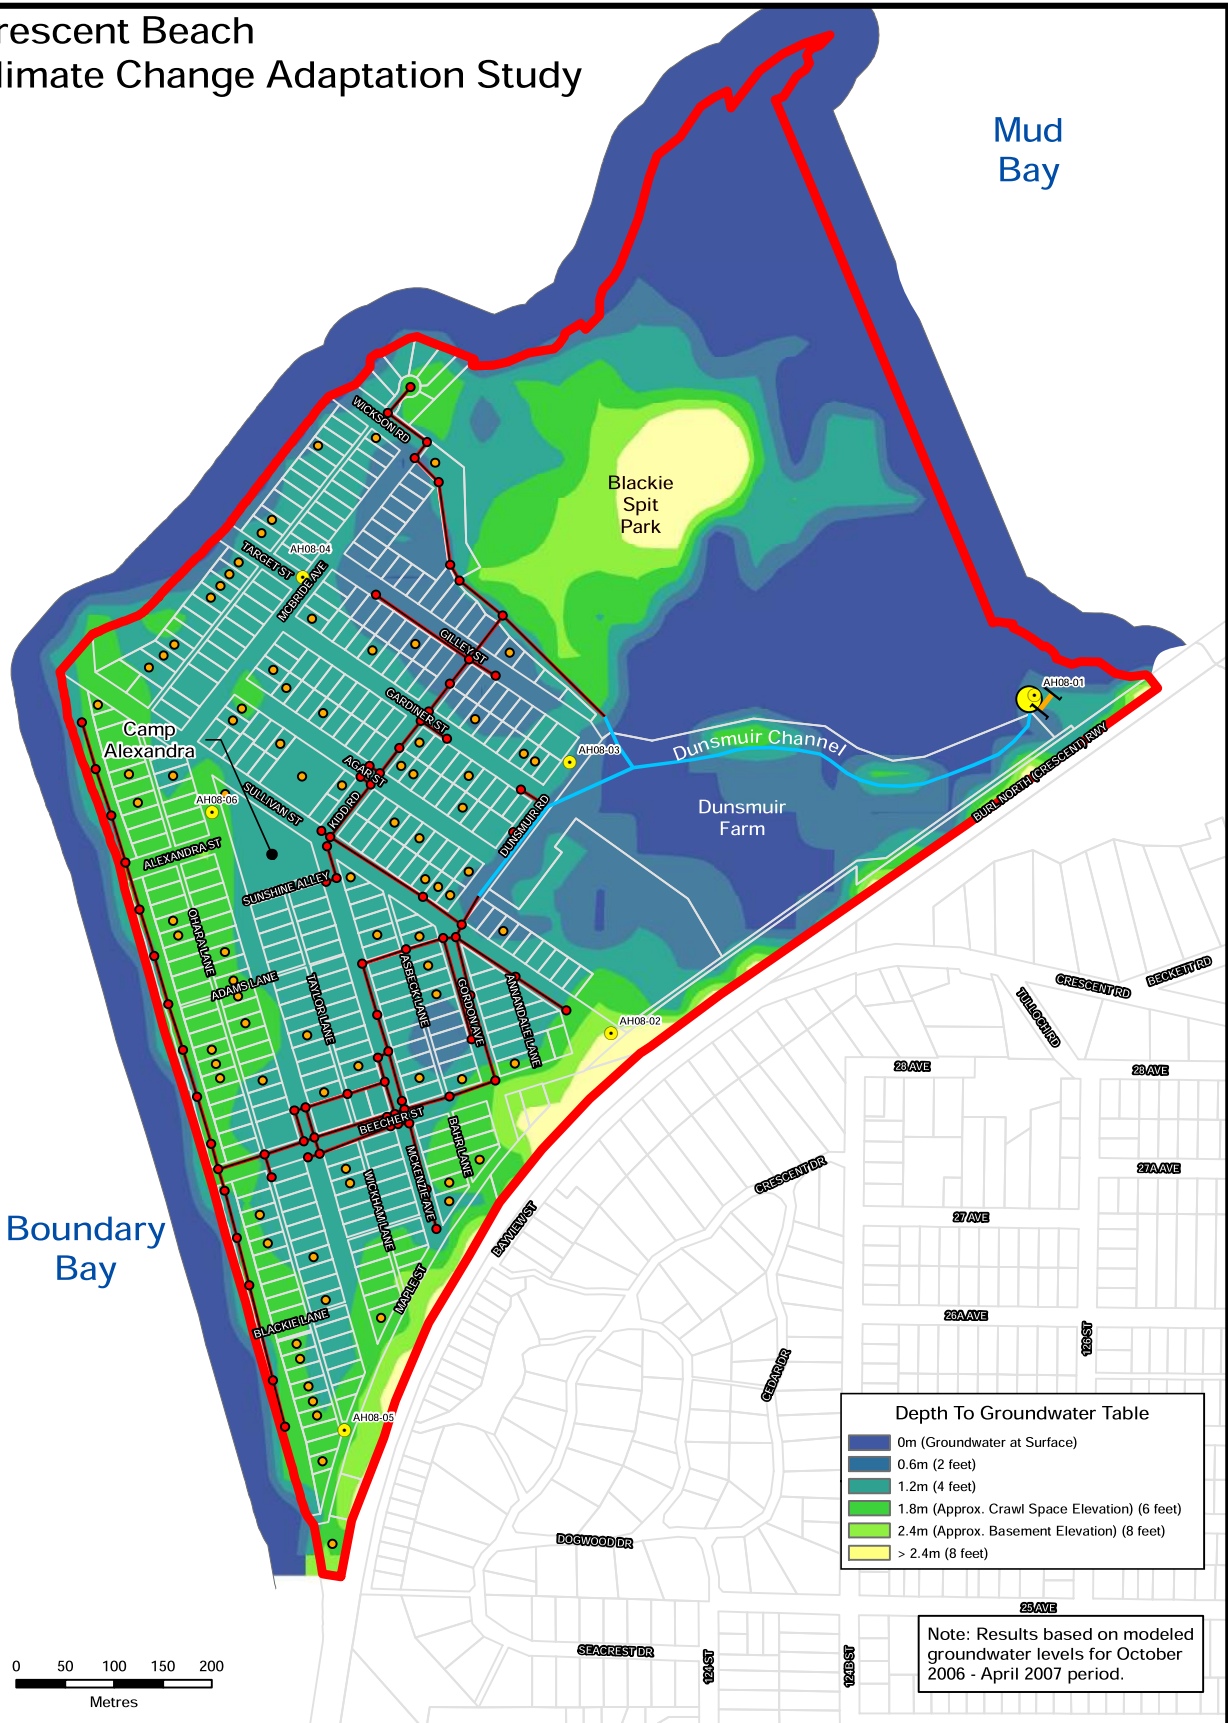 rescent Beach
limate Change Adaptation Study
Mud
Bay
WICKSON RD
Blackie
Spit
Park
AH08-04
TARGET ST
MCBRIDE AVE
GILLEY ST
AH08-01
GARDINER ST
Camp
Alexandra
AH08-03
Dunsmuir Channel
BURL NORTH (CRESCENT) RWY
AGAR ST
SULLIVAN ST
KIDD RD
AH08-06
DUNSMUIR RD
Dunsmuir
Farm
ALEXANDRA ST
SUNSHINE ALLEY
OHARA LANE
ADAMS LANE
TAYLOR LANE
ASBECK LANE
GORDON AVE
ANNANDALE LANE
AH08-02
CRESCENT RD
BECKETT RD
TULLOCH RD
28 AVE
28 AVE
BEECHER ST
BAHR LANE
MCKENZIE AVE
WICKHAM LANE
CRESCENT DR
27A AVE
Boundary
Bay
BAYVIEW ST
27 AVE
MAPLE ST
BLACKIE LANE
26A AVE
126 ST
CEDAR DR
AH08-05
Depth To Groundwater Table
0m (Groundwater at Surface)
0.6m (2 feet)
1.2m (4 feet)
1.8m (Approx. Crawl Space Elevation) (6 feet)
2.4m (Approx. Basement Elevation) (8 feet)
> 2.4m (8 feet)
DOGWOOD DR
25 AVE
SEACREST DR
124 ST
124B ST
Note: Results based on modeled
groundwater levels for October
2006 - April 2007 period.
0 50 100 150 200
Metres